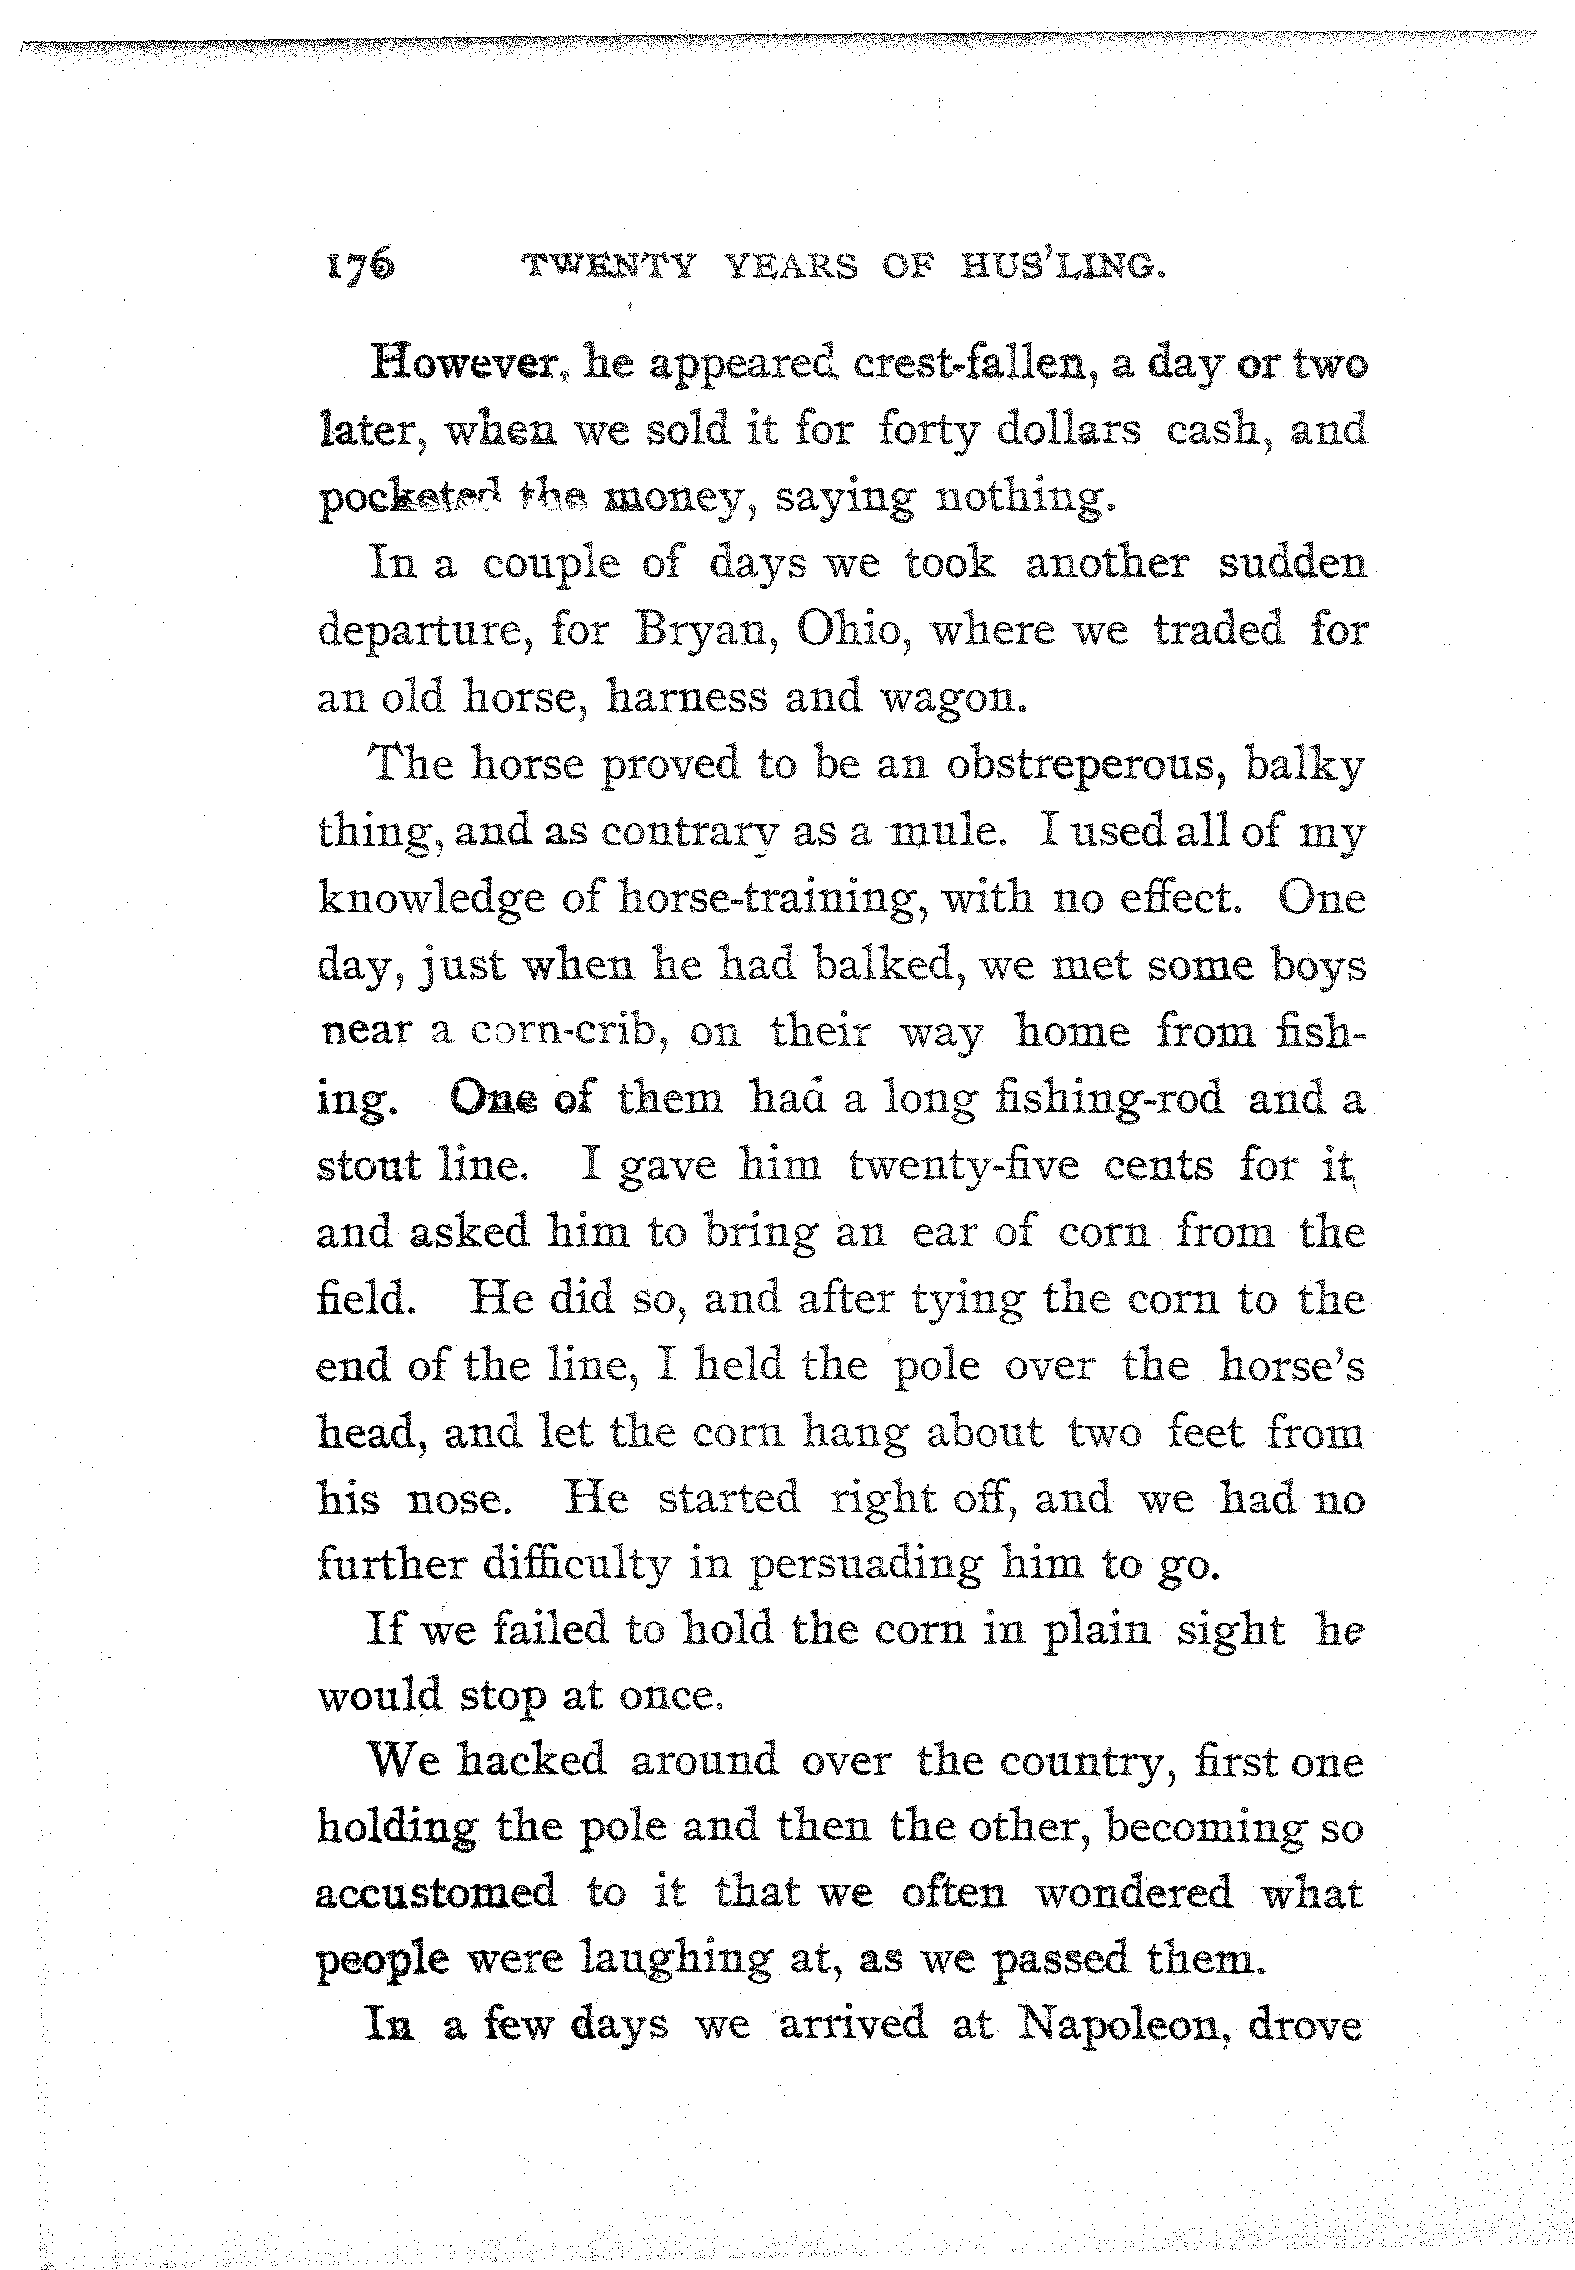 176 TWENTY YEARS OF HUS'LING.
However, he appeared crest-fallen, a day or two
later, when we sold it for forty dollars cash, and
pocketed the money, saying nothing.
In a couple of days we took another sudden
departure, for Bryan, Ohio, where we traded for
an old horse, harness and wagon.
The horse proved to be an obstreperous, balky
thing, and as contrary as a mule. I used all of my
knowledge of horse-training, with no effect. One
day, just when he had balked, we met some boys
near a corn-crib, on their way home from fish-
ing. One of them had a long fishing-rod and a
stout line. I gave him twenty-five cents for it,
and asked him to bring an ear of corn from the
field. He did so, and after tying the corn to the
end of the line, I held the pole over the horse's
head, and let the corn hang about two feet from
his nose. He started right off, and we had no
further difficulty in persuading him to go.
If we failed to hold the corn in plain sight he
would stop at once.
We hacked around over the country, first one
holding the pole and then the other, becoming so
accustomed to it that we often wondered what
people were laughing at, as we passed them.
In a few days we arrived at Napoleon, drove